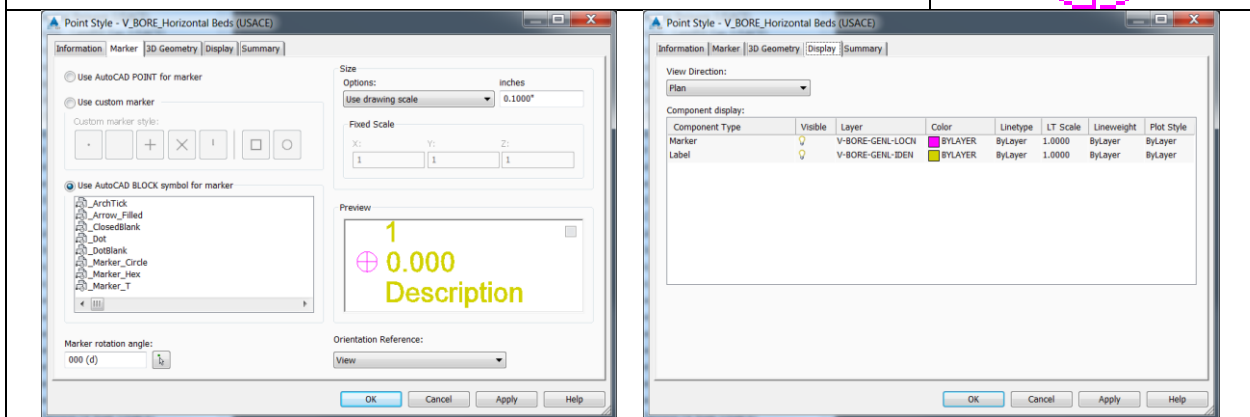 Point Style - V_BORE_Horizontal Beds (USACE)
Information Marker 3D Geometry Display Summary
Use AutoCAD POINT for marker
Use custom marker
Custom marker style:
Use AutoCAD BLOCK symbol for marker
_ArchTick
_Arrow_Filled
_ClosedBlank
_Dot
_DotBlank
_Marker_Circle
_Marker_Hex
_Marker_T
Marker rotation angle:
000 (d)
Size
Options: inches
Use drawing scale 0.1000"
Fixed Scale
X: Y: Z:
1 1 1
Preview
1
0.000
Description
Orientation Reference:
View
OK Cancel Apply Help
Point Style - V_BORE_Horizontal Beds (USACE)
Information Marker 3D Geometry Display Summary
View Direction:
Plan
Component display:
Component Type Visible Layer Color Linetype LT Scale Lineweight Plot Style
Marker V-BORE-GENL-LOCN BYLAYER ByLayer 1.0000 ByLayer ByLayer
Label V-BORE-GENL-IDEN BYLAYER ByLayer 1.0000 ByLayer ByLayer
OK Cancel Apply Help